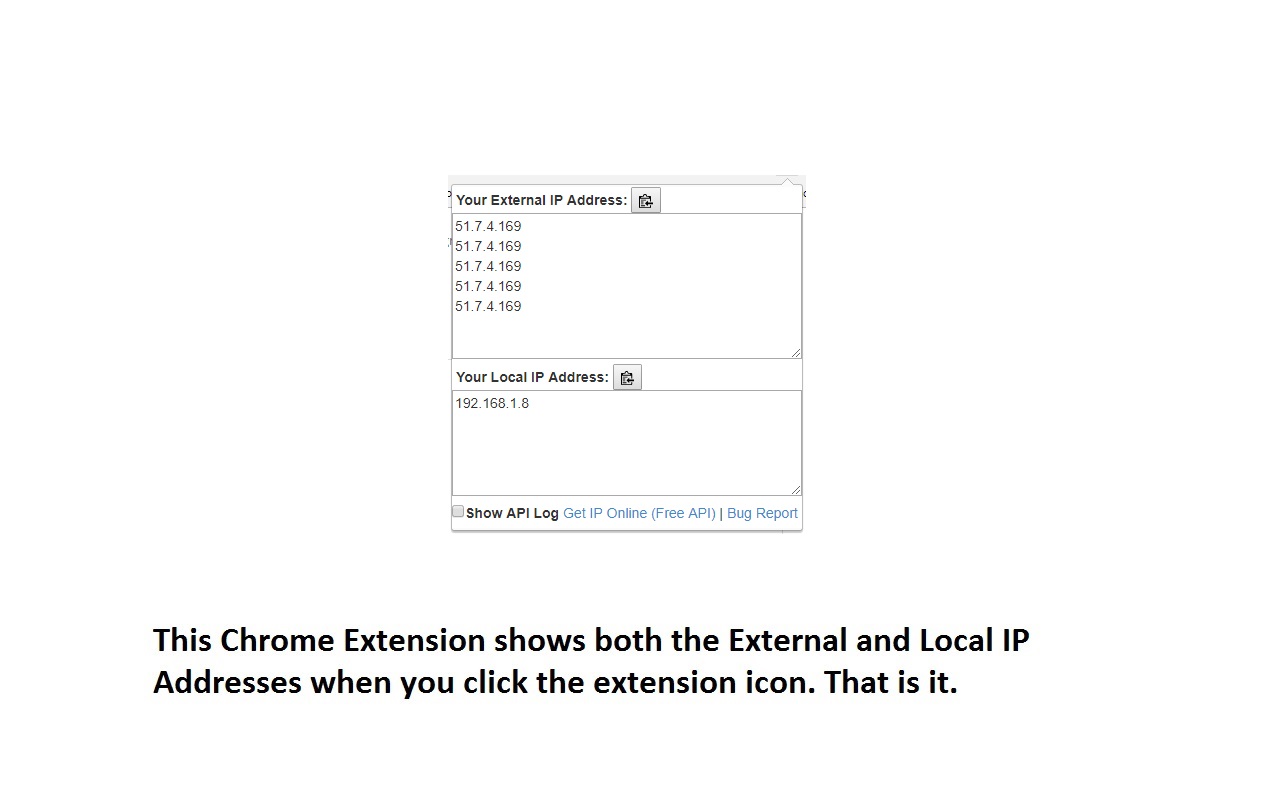 Your External IP Address:
51.7.4.169
51.7.4.169
51.7.4.169
51.7.4.169
51.7.4.169
Your Local IP Address:
192.168.1.8
Show API Log Get IP Online (Free API) | Bug Report
This Chrome Extension shows both the External and Local IP
Addresses when you click the extension icon. That is it.